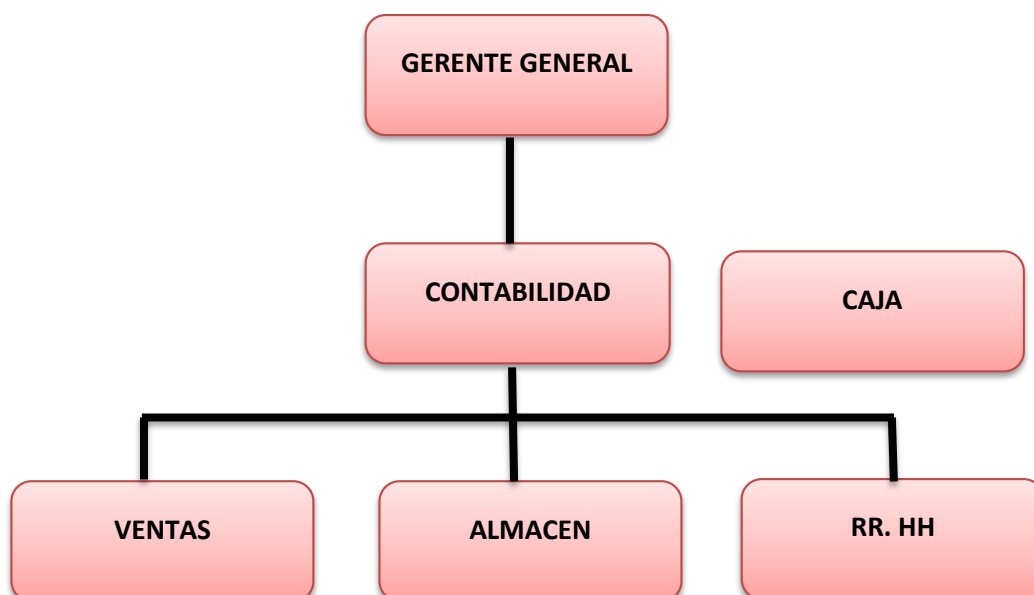 GERENTE GENERAL
CONTABILIDAD
CAJA
VENTAS
ALMACEN
RR. HH